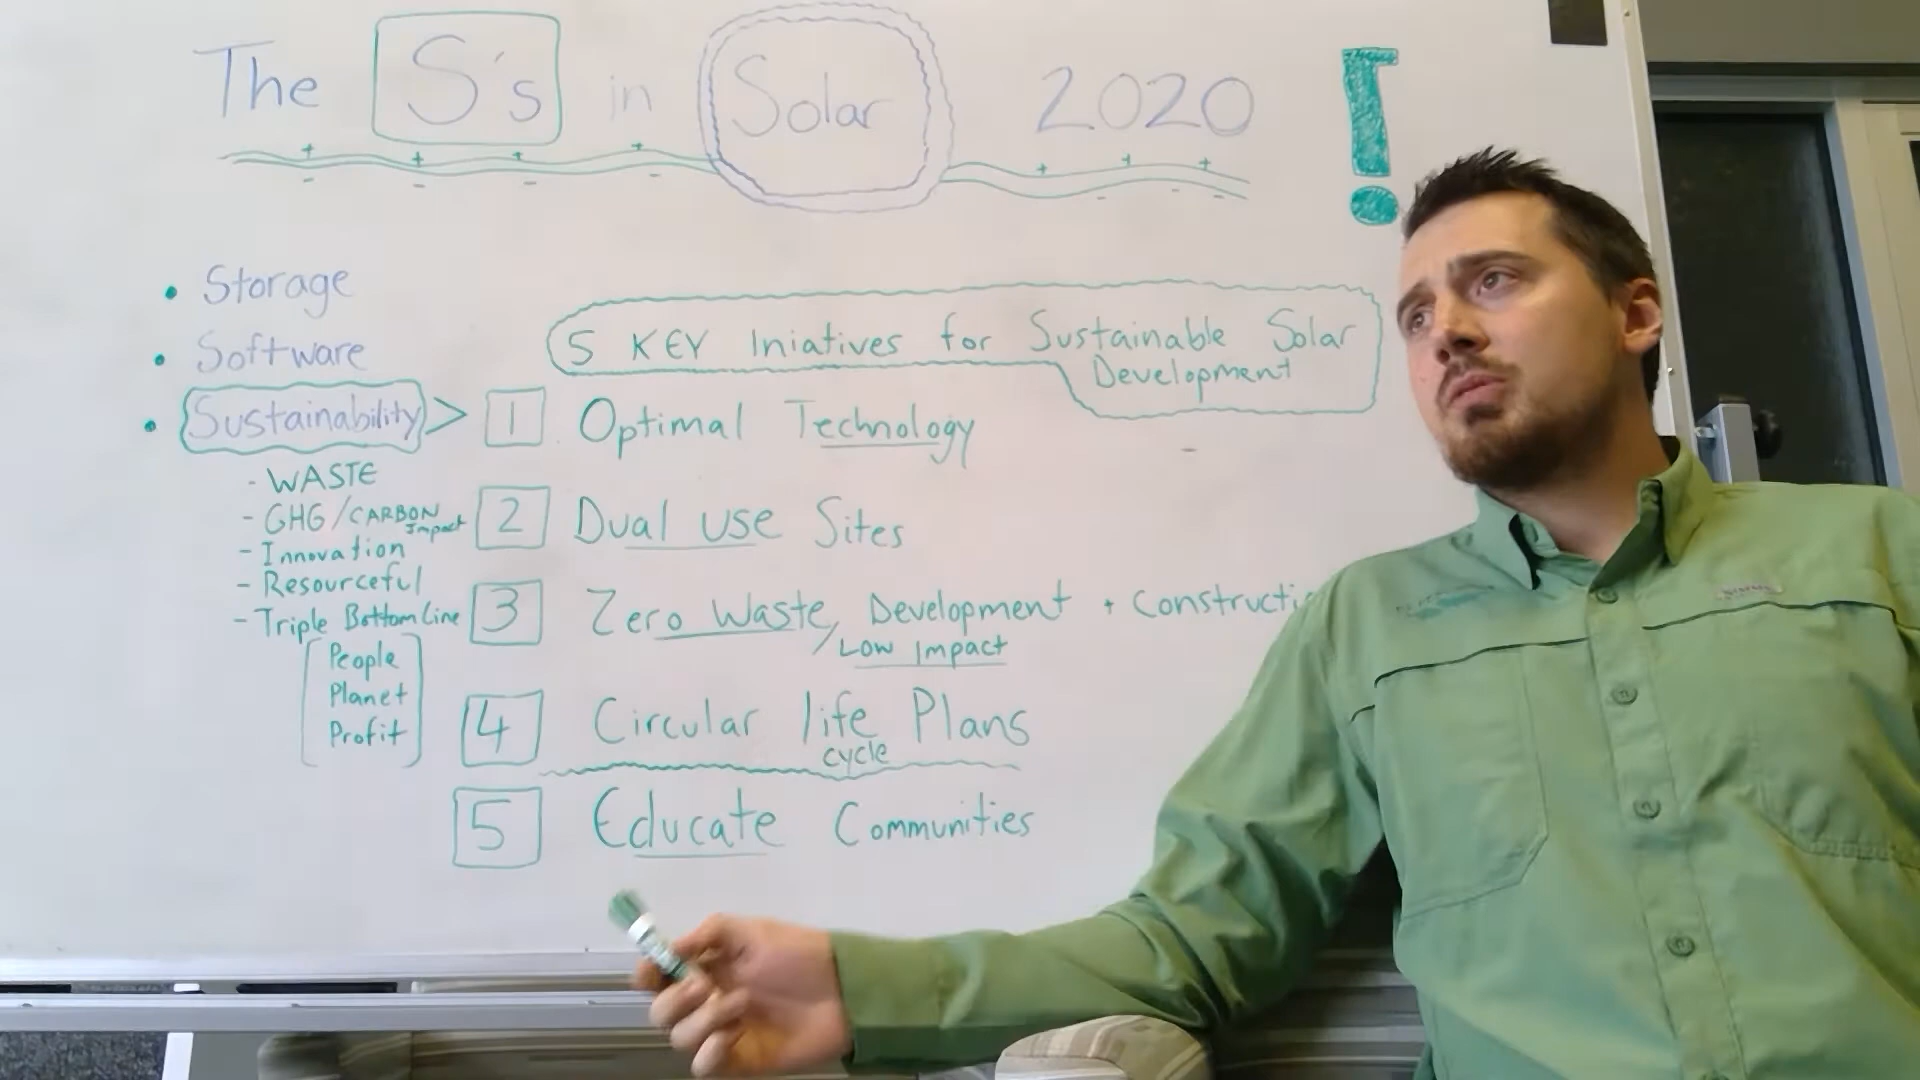 The S's in Solar 2020 !
+ + + + + + +
- - - - - - -
• Storage
• Software
• Sustainability >
- WASTE
- GHG/CARBON Impact
- Innovation
- Resourceful
- Triple Bottom Line
People
Planet
Profit
5 KEY Iniatives for Sustainable Solar
Development
1 Optimal Technology
2 Dual use Sites
3 Zero Waste Development + Constructi
/Low Impact
4 Circular life Plans
cycle
5 Educate Communities